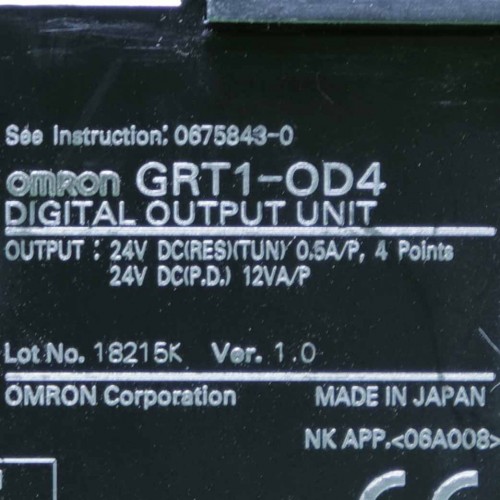 See Instruction: 0675843-0
OMRON GRT1-OD4
DIGITAL OUTPUT UNIT
OUTPUT : 24V DC(RES)(TUN) 0.5A/P, 4 Points
24V DC(P.D.) 12VA/P
Lot No. 18215K Ver. 1.0
OMRON Corporation MADE IN JAPAN
NK APP.<06A008>
CE